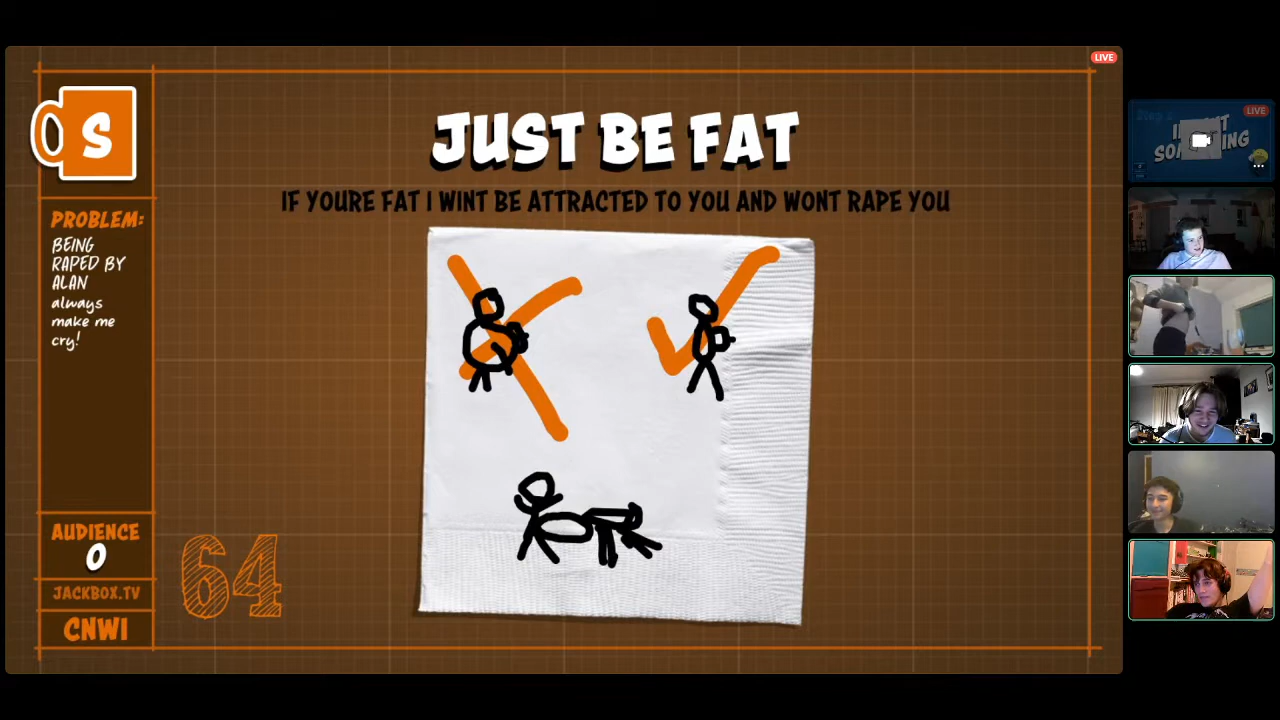 LIVE
S
JUST BE FAT
IF YOURE FAT I WINT BE ATTRACTED TO YOU AND WONT RAPE YOU
PROBLEM:
BEING
RAPED BY
ALAN
always
make me
cry!
AUDIENCE
0
JACKBOX.TV
CNWI
64
LIVE